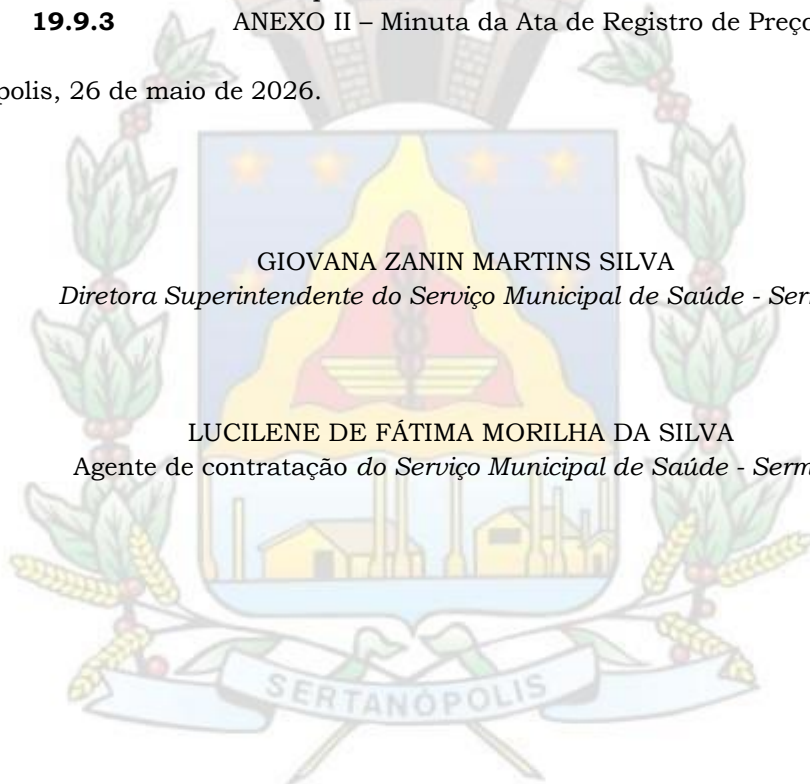 19.9.3 ANEXO II – Minuta da Ata de Registro de Preço
polis, 26 de maio de 2026.
GIOVANA ZANIN MARTINS SILVA
Diretora Superintendente do Serviço Municipal de Saúde - Ser
LUCILENE DE FÁTIMA MORILHA DA SILVA
Agente de contratação do Serviço Municipal de Saúde - Serm
SERTANÓPOLIS